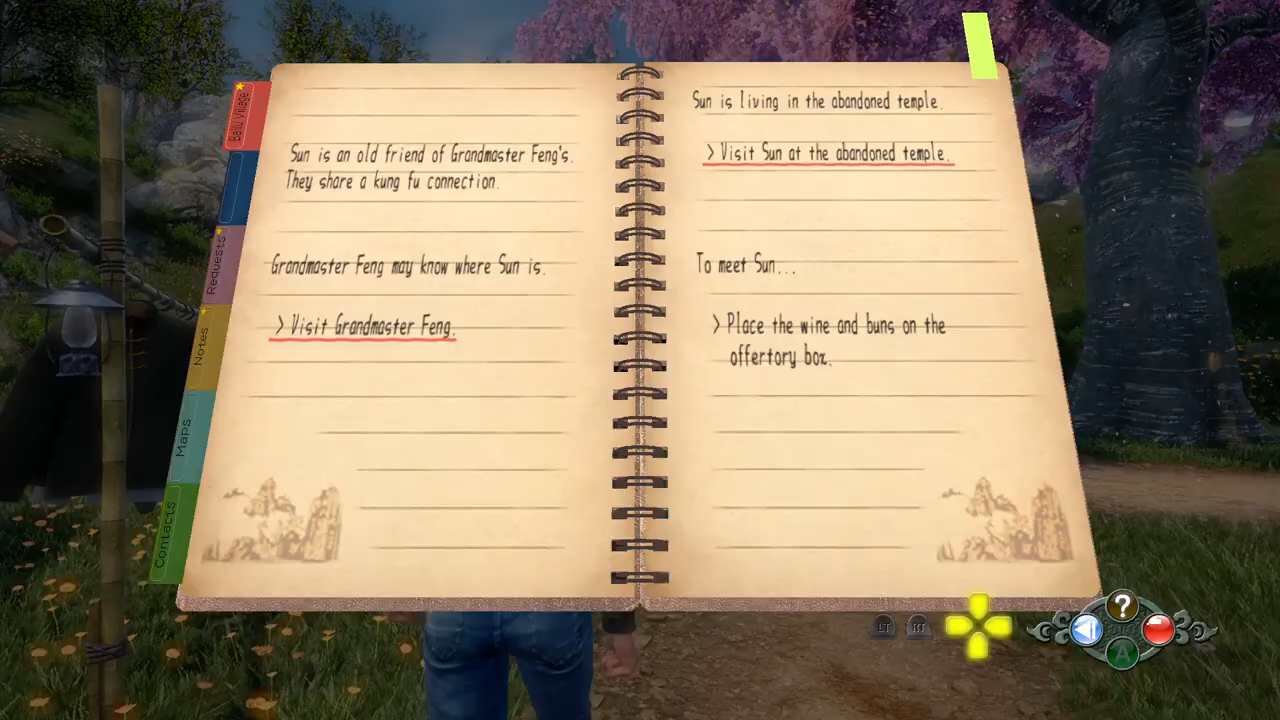 Bailu Village
Requests
Notes
Maps
Contacts
Sun is an old friend of Grandmaster Feng's.
They share a kung fu connection.
Grandmaster Feng may know where Sun is.
> Visit Grandmaster Feng.
Sun is living in the abandoned temple.
> Visit Sun at the abandoned temple.
To meet Sun...
> Place the wine and buns on the
offertory box.
LT RT
?
A